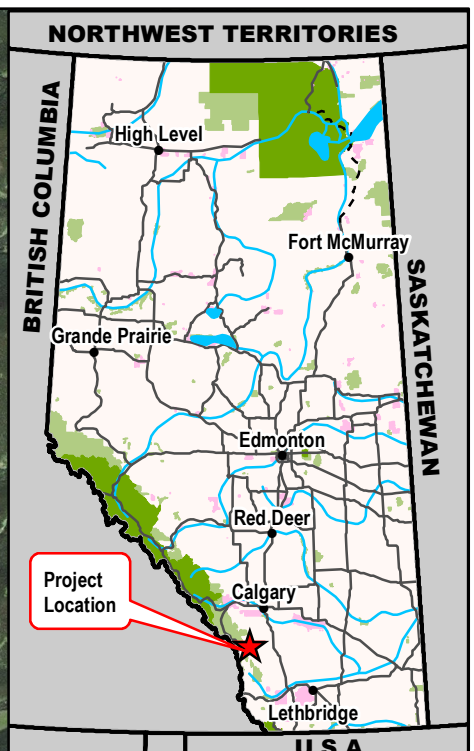 NORTHWEST TERRITORIES
BRITISH COLUMBIA
High Level
Fort McMurray
SASKATCHEWAN
Grande Prairie
Edmonton
Red Deer
Project
Location
Calgary
Lethbridge
U.S.A